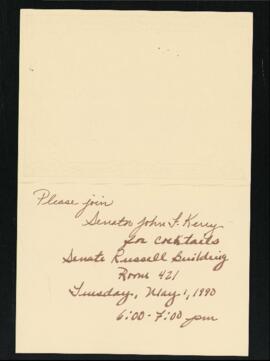 Please join
Senator John F. Kerry
for cocktails
Senate Russell Building
Room 421
Tuesday, May 1, 1990
6:00 - 7:00 pm